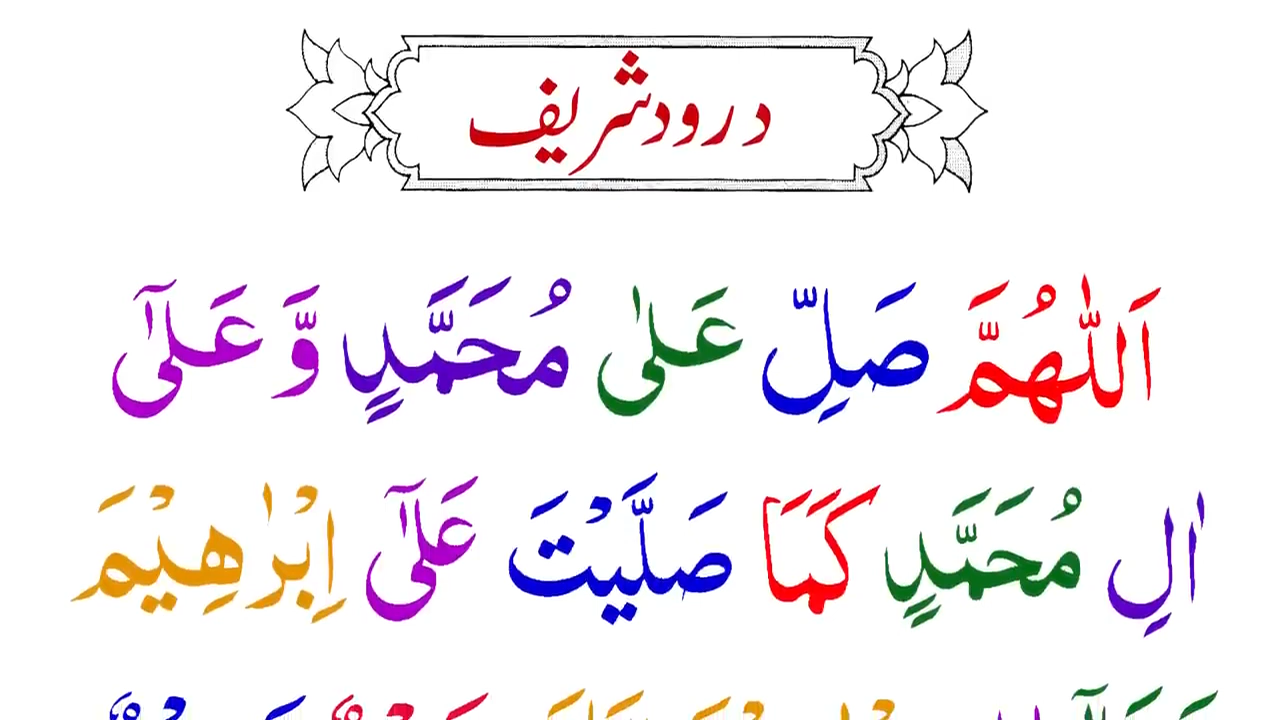 درود شریف
اَللّٰهُمَّ صَلِّ عَلٰى مُحَمَّدٍ وَّ عَلٰٓى
اٰلِ مُحَمَّدٍ كَمَا صَلَّيْتَ عَلٰٓى اِبْرٰهِيْمَ